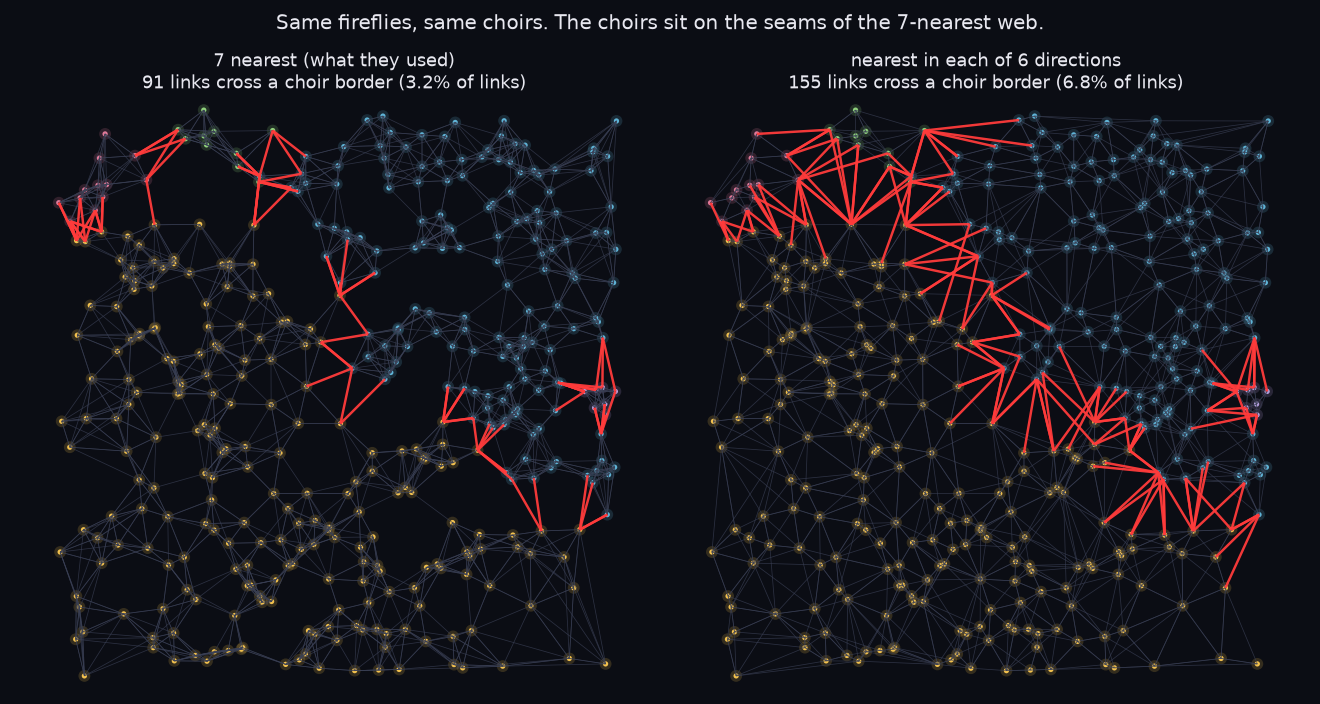 Same fireflies, same choirs. The choirs sit on the seams of the 7-nearest web.
7 nearest (what they used)
91 links cross a choir border (3.2% of links)
nearest in each of 6 directions
155 links cross a choir border (6.8% of links)